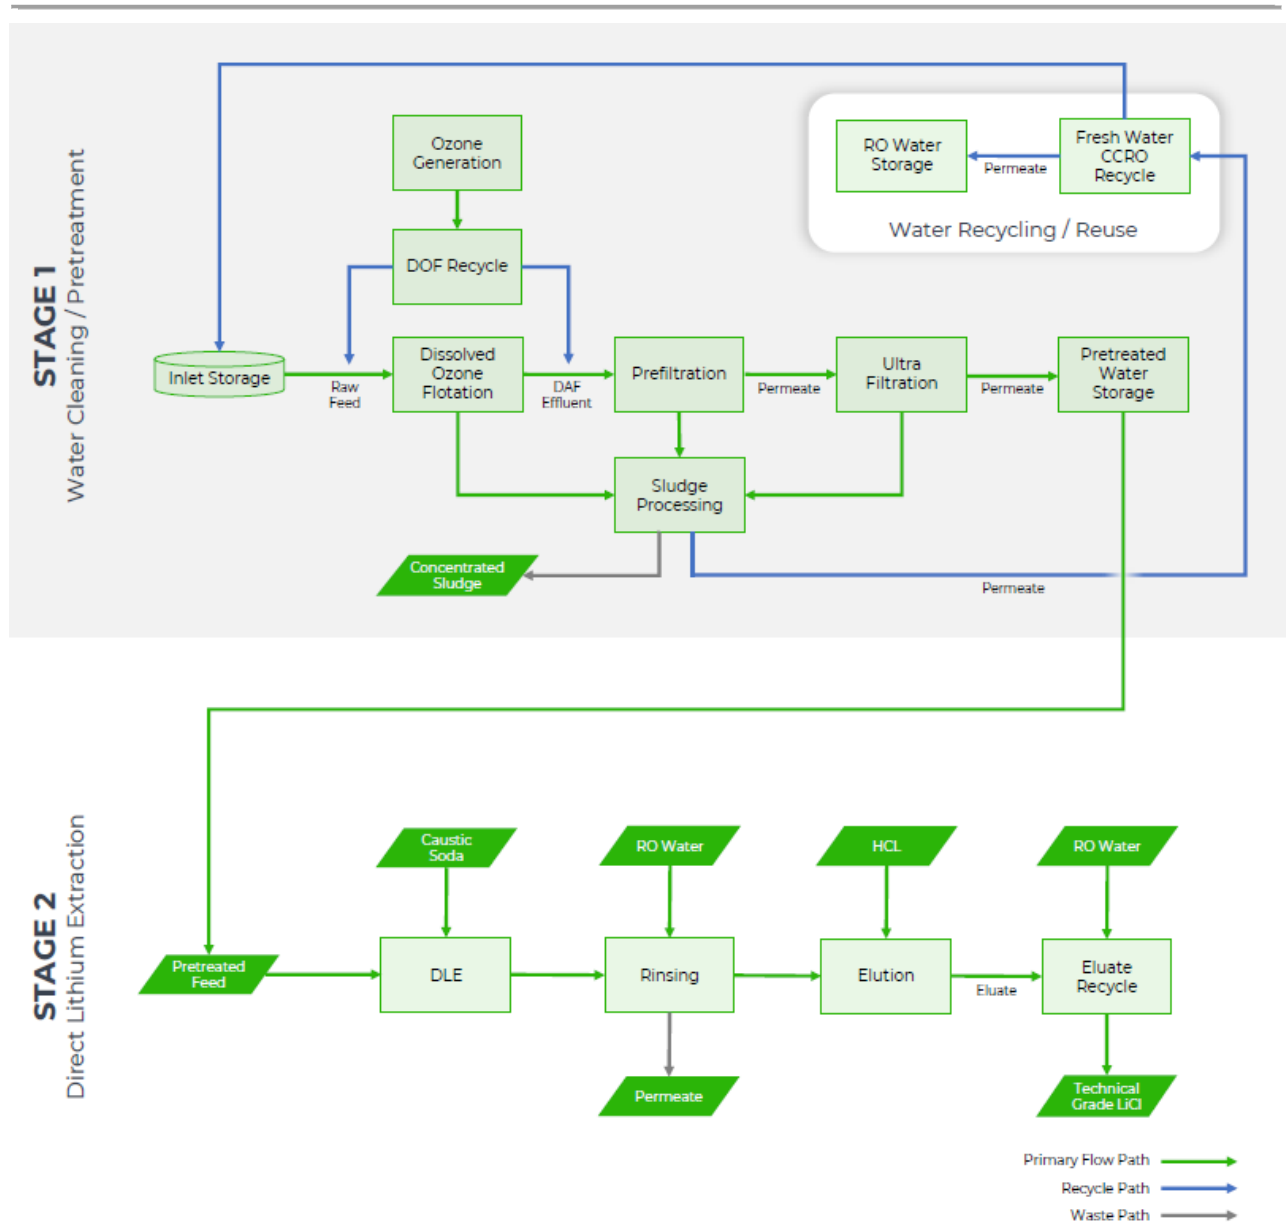 STAGE 1
Water Cleaning / Pretreatment
Ozone
Generation
RO Water
Storage
Permeate
Fresh Water
CCRO
Recycle
Water Recycling / Reuse
DOF Recycle
Inlet Storage
Raw
Feed
Dissolved
Ozone
Flotation
DAF
Effluent
Prefiltration
Permeate
Ultra
Filtration
Permeate
Pretreated
Water
Storage
Sludge
Processing
Concentrated
Sludge
Permeate
STAGE 2
Direct Lithium Extraction
Caustic
Soda
RO Water
HCL
RO Water
Pretreated
Feed
DLE
Rinsing
Elution
Eluate
Eluate
Recycle
Permeate
Technical
Grade LiCl
Primary Flow Path
Recycle Path
Waste Path